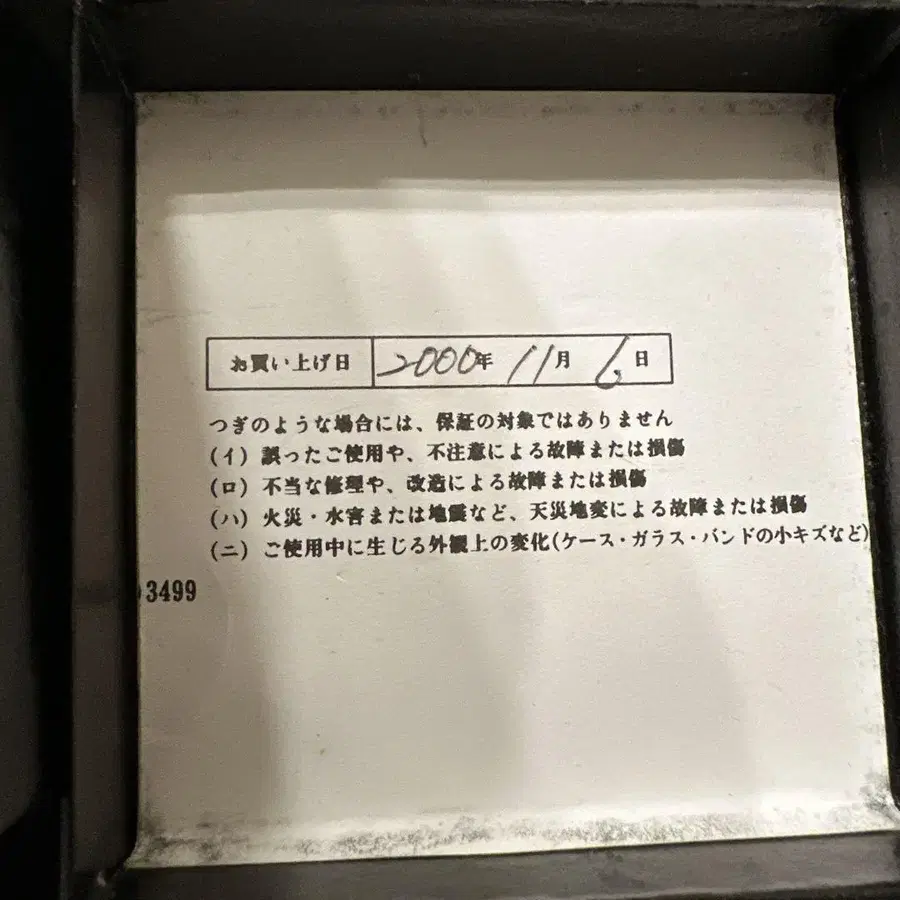 お買い上げ日 2000年 11月 6日
つぎのような場合には、保証の対象ではありません
(イ) 誤ったご使用や、不注意による故障または損傷
(ロ) 不当な修理や、改造による故障または損傷
(ハ) 火災・水害または地震など、天災地変による故障または損傷
(ニ) ご使用中に生じる外観上の変化(ケース・ガラス・バンドの小キズなど)
3499